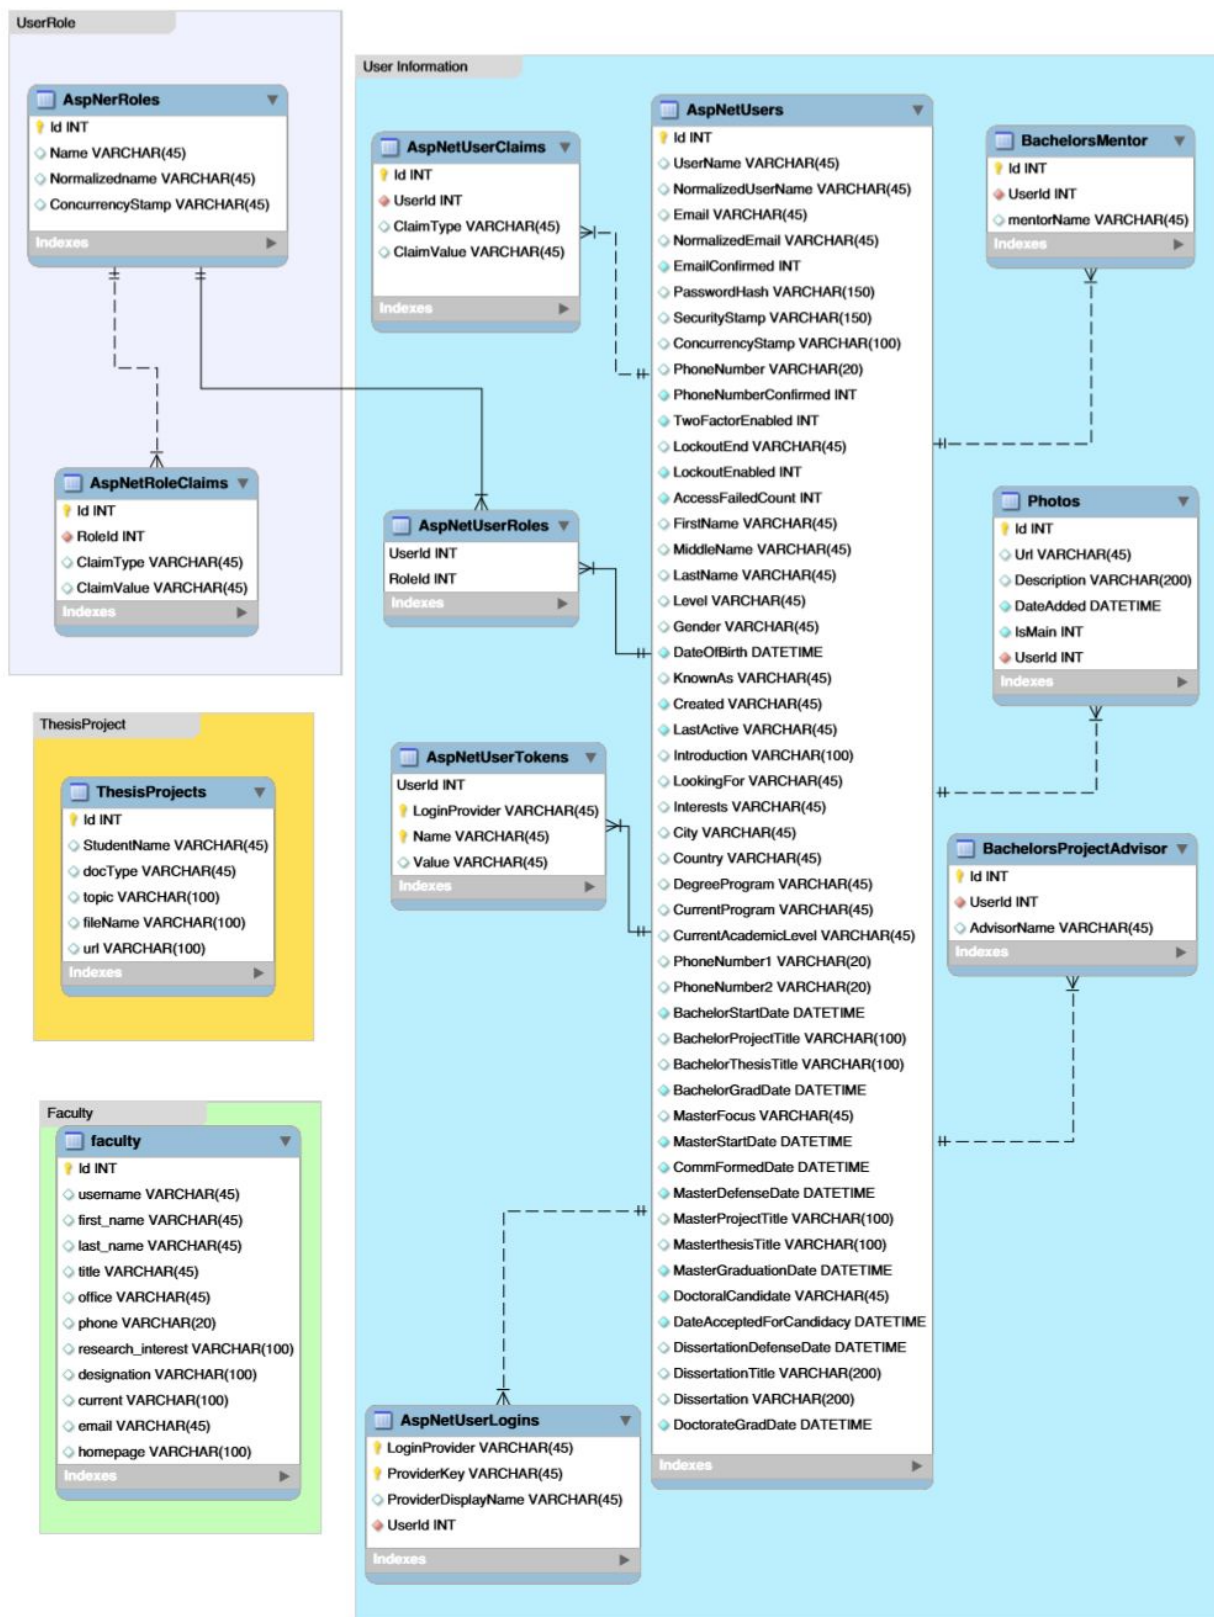 UserRole
AspNerRoles
Id INT
Name VARCHAR(45)
Normalizedname VARCHAR(45)
ConcurrencyStamp VARCHAR(45)
Indexes
AspNetRoleClaims
Id INT
RoleId INT
ClaimType VARCHAR(45)
ClaimValue VARCHAR(45)
Indexes
ThesisProject
ThesisProjects
Id INT
StudentName VARCHAR(45)
docType VARCHAR(45)
topic VARCHAR(100)
fileName VARCHAR(100)
url VARCHAR(100)
Indexes
Faculty
faculty
Id INT
username VARCHAR(45)
first_name VARCHAR(45)
last_name VARCHAR(45)
title VARCHAR(45)
office VARCHAR(45)
phone VARCHAR(20)
research_interest VARCHAR(100)
designation VARCHAR(100)
current VARCHAR(100)
email VARCHAR(45)
homepage VARCHAR(100)
Indexes
User Information
AspNetUserClaims
Id INT
UserId INT
ClaimType VARCHAR(45)
ClaimValue VARCHAR(45)
Indexes
AspNetUserRoles
UserId INT
RoleId INT
Indexes
AspNetUserTokens
UserId INT
LoginProvider VARCHAR(45)
Name VARCHAR(45)
Value VARCHAR(45)
Indexes
AspNetUserLogins
LoginProvider VARCHAR(45)
ProviderKey VARCHAR(45)
ProviderDisplayName VARCHAR(45)
UserId INT
Indexes
AspNetUsers
Id INT
UserName VARCHAR(45)
NormalizedUserName VARCHAR(45)
Email VARCHAR(45)
NormalizedEmail VARCHAR(45)
EmailConfirmed INT
PasswordHash VARCHAR(150)
SecurityStamp VARCHAR(150)
ConcurrencyStamp VARCHAR(100)
PhoneNumber VARCHAR(20)
PhoneNumberConfirmed INT
TwoFactorEnabled INT
LockoutEnd VARCHAR(45)
LockoutEnabled INT
AccessFailedCount INT
FirstName VARCHAR(45)
MiddleName VARCHAR(45)
LastName VARCHAR(45)
Level VARCHAR(45)
Gender VARCHAR(45)
DateOfBirth DATETIME
KnownAs VARCHAR(45)
Created VARCHAR(45)
LastActive VARCHAR(45)
Introduction VARCHAR(100)
LookingFor VARCHAR(45)
Interests VARCHAR(45)
City VARCHAR(45)
Country VARCHAR(45)
DegreeProgram VARCHAR(45)
CurrentProgram VARCHAR(45)
CurrentAcademicLevel VARCHAR(45)
PhoneNumber1 VARCHAR(20)
PhoneNumber2 VARCHAR(20)
BachelorStartDate DATETIME
BachelorProjectTitle VARCHAR(100)
BachelorThesisTitle VARCHAR(100)
BachelorGradDate DATETIME
MasterFocus VARCHAR(45)
MasterStartDate DATETIME
CommFormedDate DATETIME
MasterDefenseDate DATETIME
MasterProjectTitle VARCHAR(100)
MasterthesisTitle VARCHAR(100)
MasterGraduationDate DATETIME
DoctoralCandidate VARCHAR(45)
DateAcceptedForCandidacy DATETIME
DissertationDefenseDate DATETIME
DissertationTitle VARCHAR(200)
Dissertation VARCHAR(200)
DoctorateGradDate DATETIME
Indexes
BachelorsMentor
Id INT
UserId INT
mentorName VARCHAR(45)
Indexes
Photos
Id INT
Url VARCHAR(45)
Description VARCHAR(200)
DateAdded DATETIME
IsMain INT
UserId INT
Indexes
BachelorsProjectAdvisor
Id INT
UserId INT
AdvisorName VARCHAR(45)
Indexes